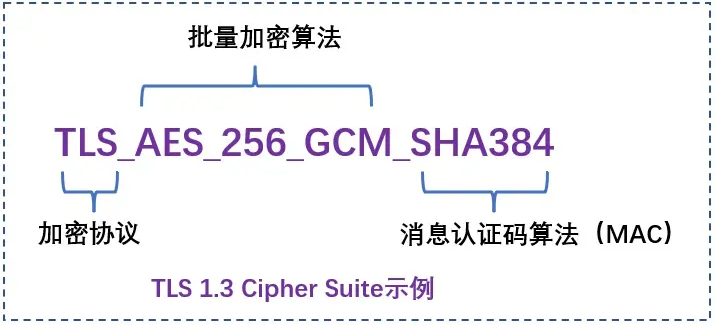 批量加密算法
TLS_AES_256_GCM_SHA384
加密协议
消息认证码算法（MAC）
TLS 1.3 Cipher Suite示例